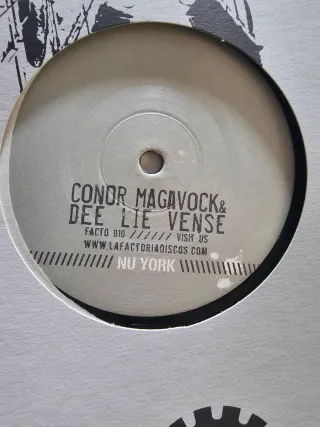 CONOR MAGAVOCK &
DEE LIE VENSE
FACTO 010 ////// VISIT US
WWW.LAFACTORIADISCOS.COM
NU YORK